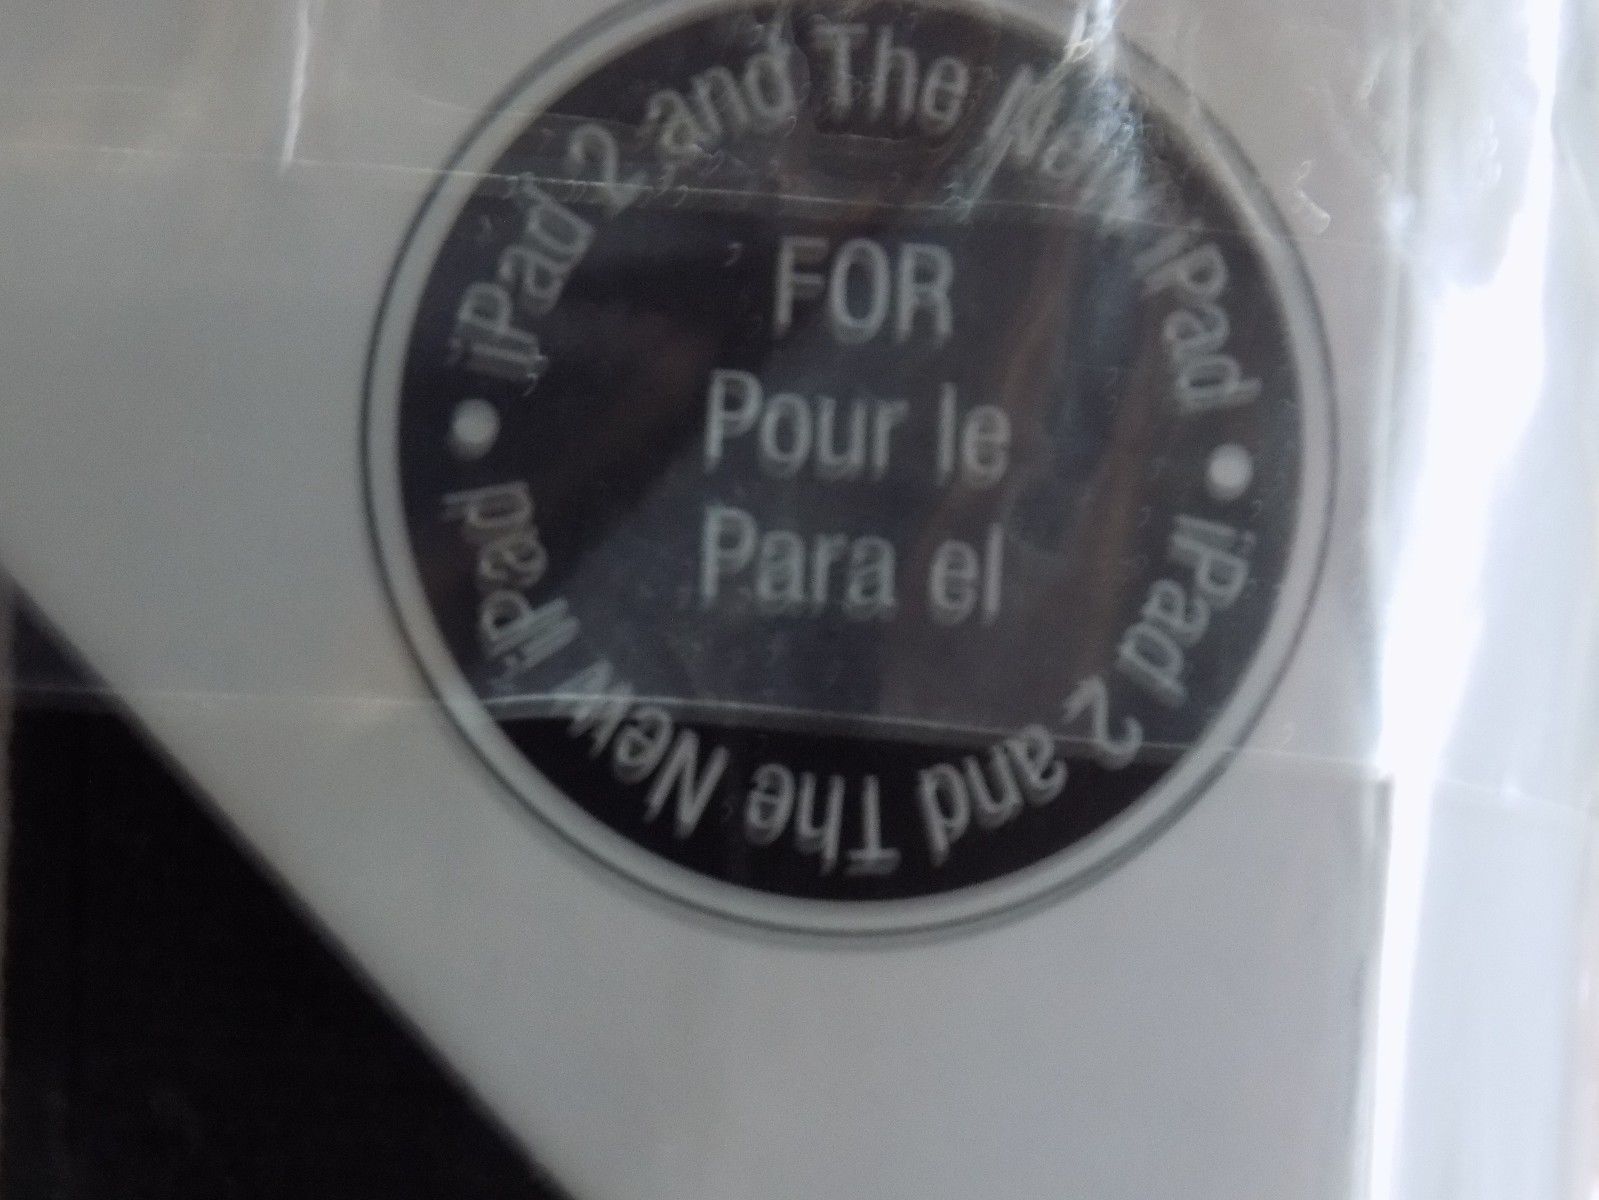 iPad 2 and The New iPad • iPad 2 and The New iPad •
FOR
Pour le
Para el